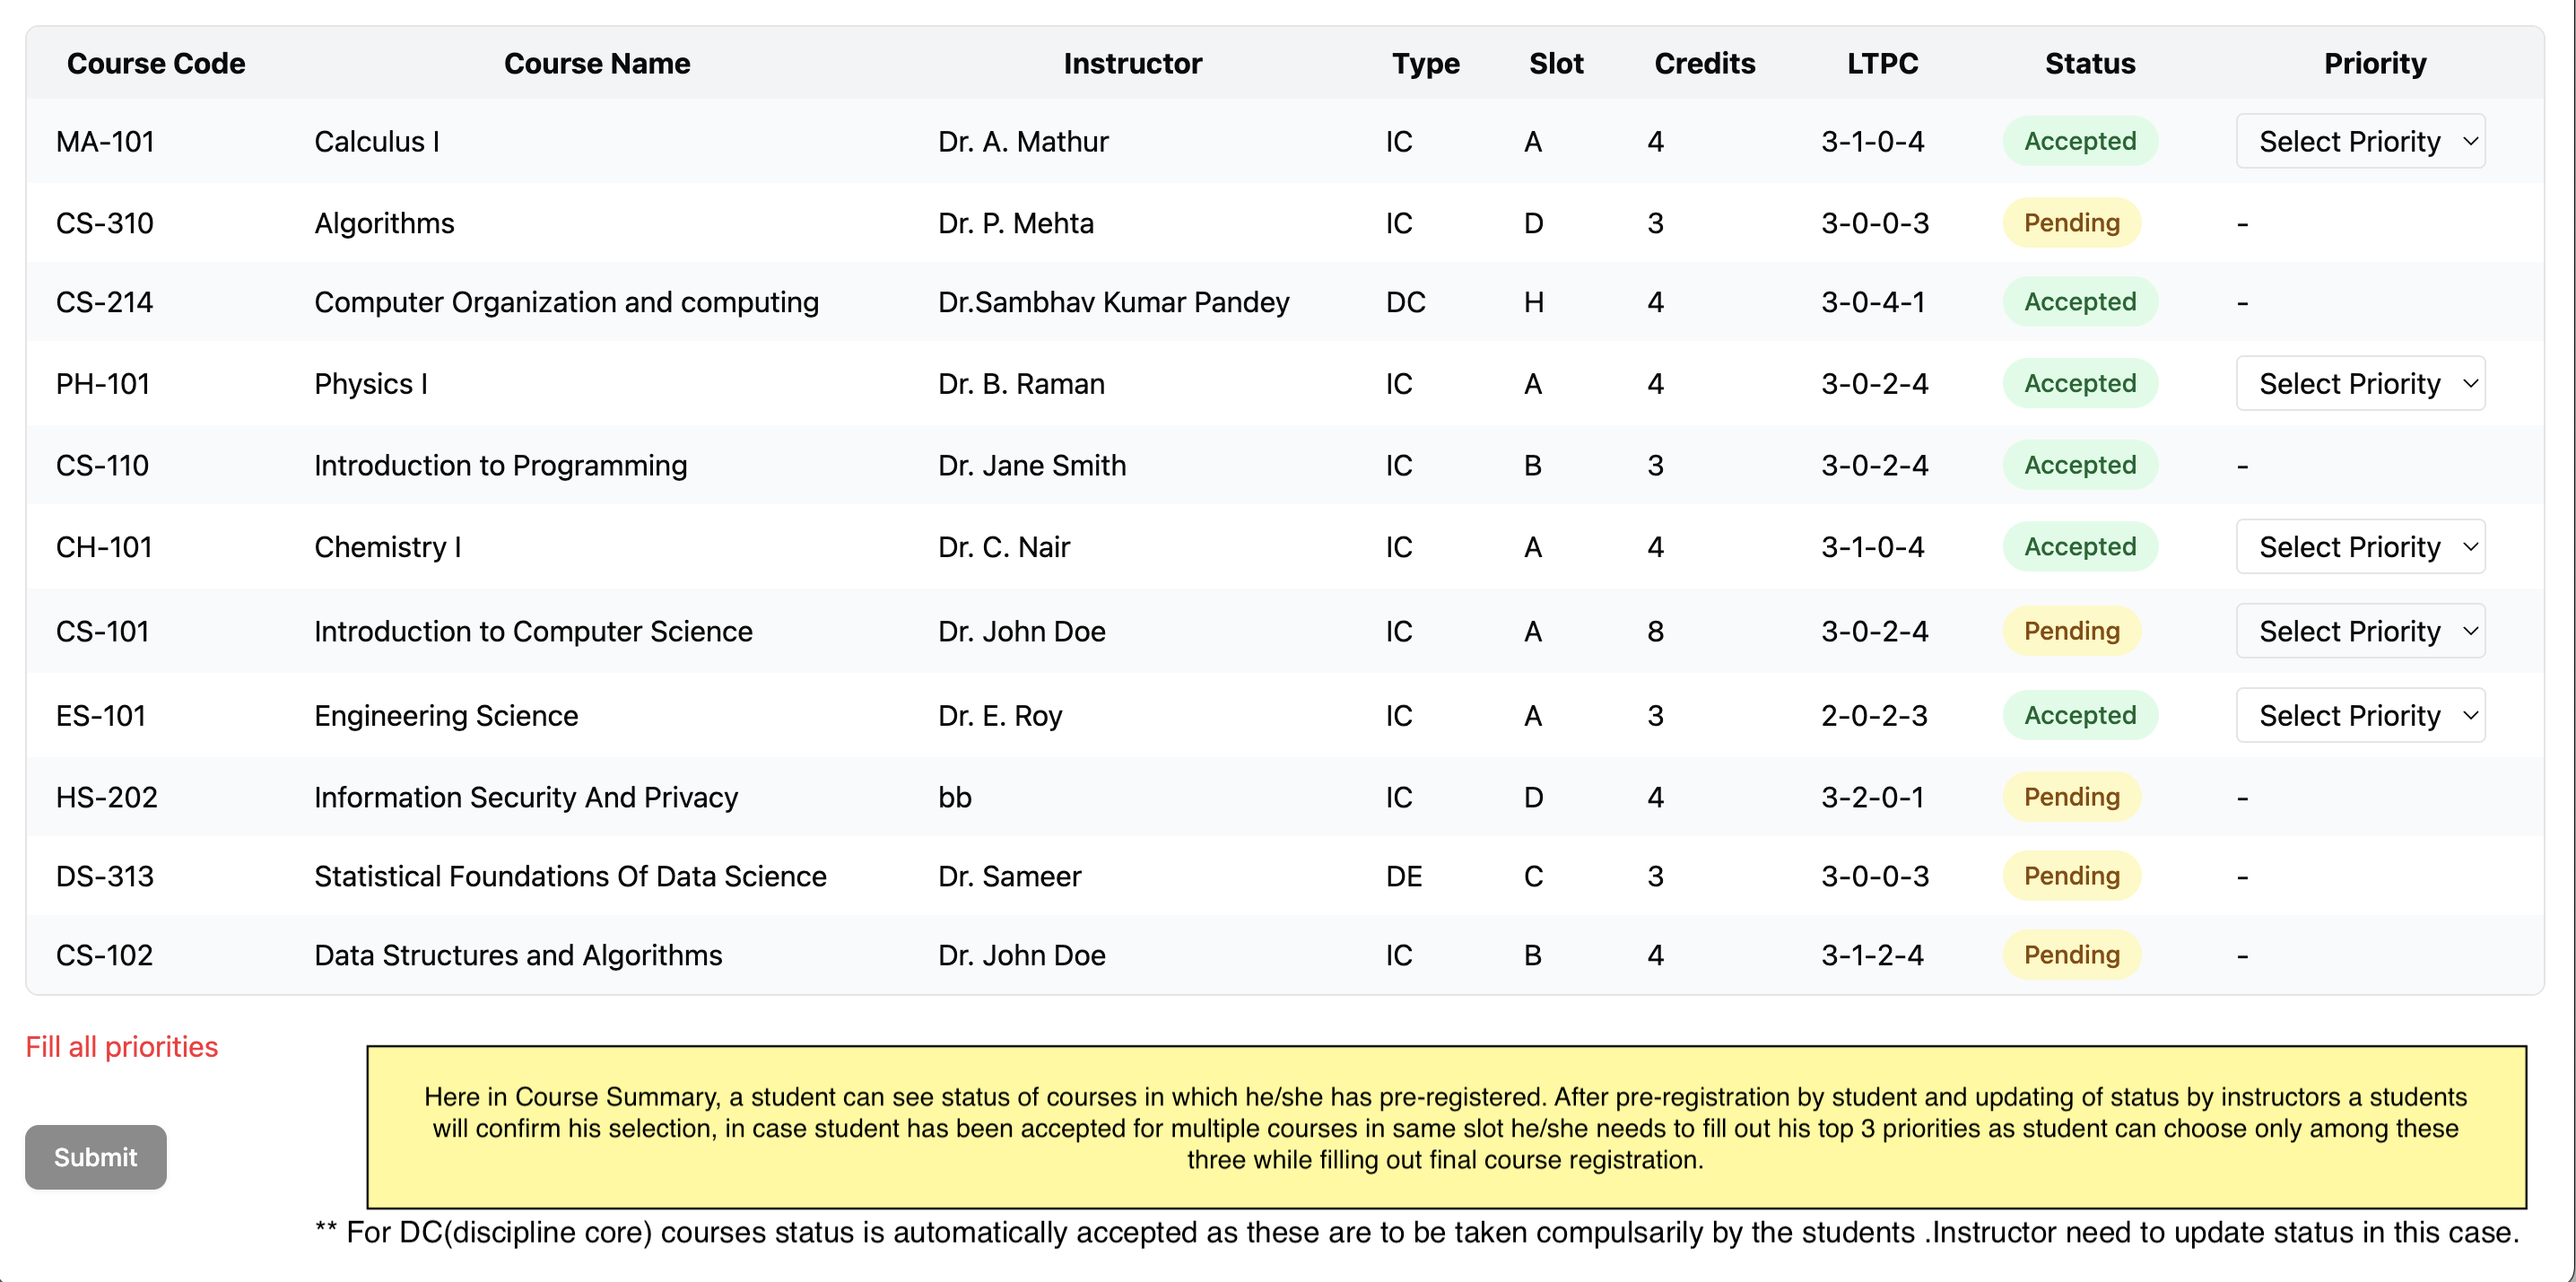 Course Code Course Name Instructor Type Slot Credits LTPC Status Priority
MA-101 Calculus I Dr. A. Mathur IC A 4 3-1-0-4 Accepted Select Priority
CS-310 Algorithms Dr. P. Mehta IC D 3 3-0-0-3 Pending -
CS-214 Computer Organization and computing Dr.Sambhav Kumar Pandey DC H 4 3-0-4-1 Accepted -
PH-101 Physics I Dr. B. Raman IC A 4 3-0-2-4 Accepted Select Priority
CS-110 Introduction to Programming Dr. Jane Smith IC B 3 3-0-2-4 Accepted -
CH-101 Chemistry I Dr. C. Nair IC A 4 3-1-0-4 Accepted Select Priority
CS-101 Introduction to Computer Science Dr. John Doe IC A 8 3-0-2-4 Pending Select Priority
ES-101 Engineering Science Dr. E. Roy IC A 3 2-0-2-3 Accepted Select Priority
HS-202 Information Security And Privacy bb IC D 4 3-2-0-1 Pending -
DS-313 Statistical Foundations Of Data Science Dr. Sameer DE C 3 3-0-0-3 Pending -
CS-102 Data Structures and Algorithms Dr. John Doe IC B 4 3-1-2-4 Pending -
Fill all priorities
Here in Course Summary, a student can see status of courses in which he/she has pre-registered. After pre-registration by student and updating of status by instructors a students
will confirm his selection, in case student has been accepted for multiple courses in same slot he/she needs to fill out his top 3 priorities as student can choose only among these
three while filling out final course registration.
Submit
** For DC(discipline core) courses status is automatically accepted as these are to be taken compulsarily by the students .Instructor need to update status in this case.